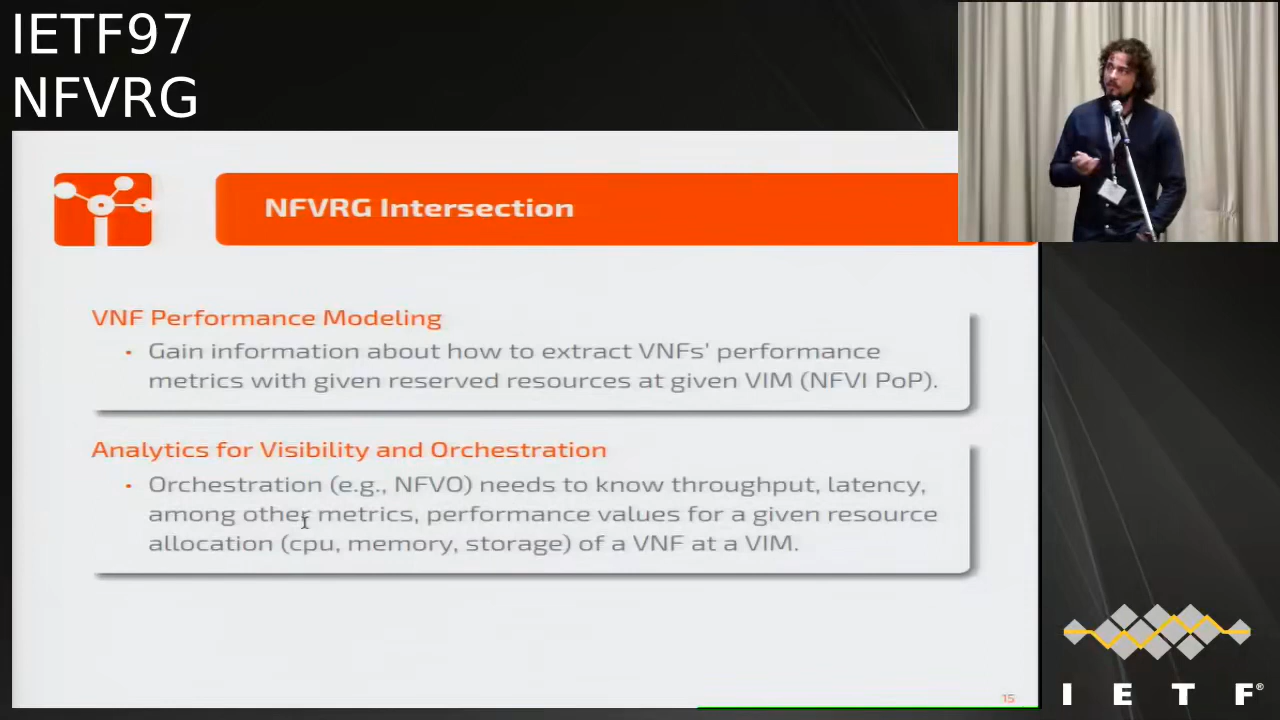 IETF97
NFVRG
NFVRG Intersection
VNF Performance Modeling
• Gain information about how to extract VNFs' performance
metrics with given reserved resources at given VIM (NFVI PoP).
Analytics for Visibility and Orchestration
• Orchestration (e.g., NFVO) needs to know throughput, latency,
among other metrics, performance values for a given resource
allocation (cpu, memory, storage) of a VNF at a VIM.
15
I E T F®